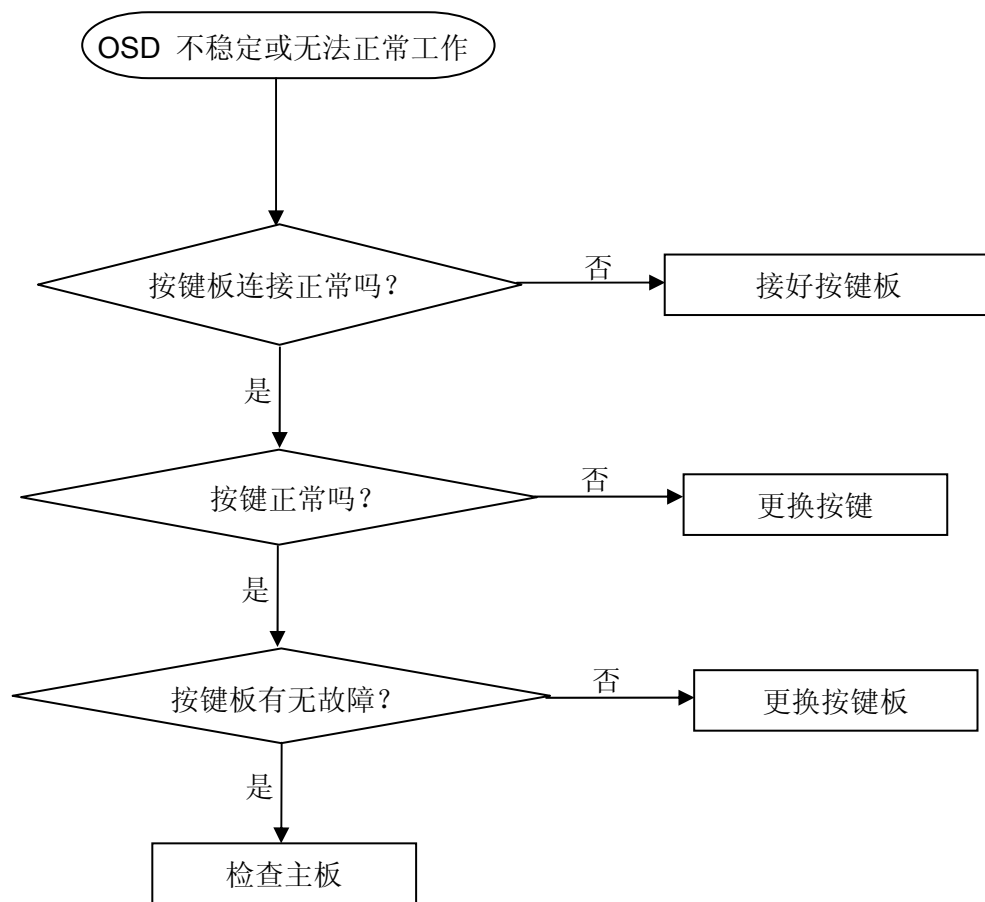 OSD 不稳定或无法正常工作
按键板连接正常吗？
否
接好按键板
是
按键正常吗？
否
更换按键
是
按键板有无故障？
否
更换按键板
是
检查主板